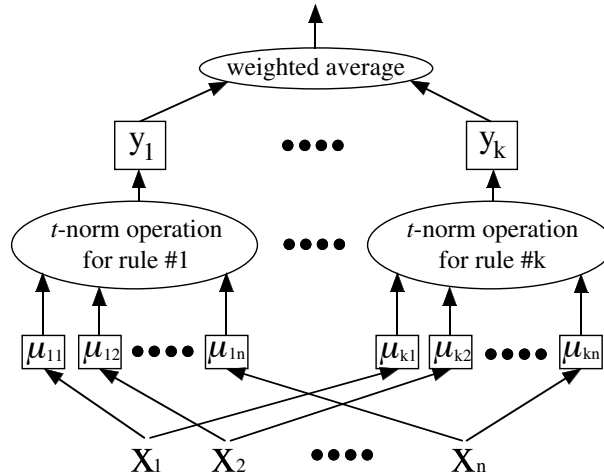 weighted average
y1 yk
t-norm operation for rule #1
t-norm operation for rule #k
μ11 μ12 μ1n μk1 μk2 μkn
X1 X2 Xn